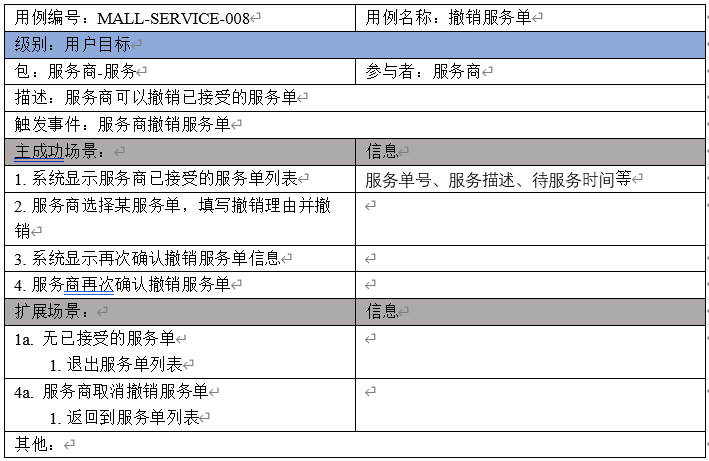 用例编号：MALL-SERVICE-008 用例名称：撤销服务单
级别：用户目标
包：服务商-服务 参与者：服务商
描述：服务商可以撤销已接受的服务单
触发事件：服务商撤销服务单
主成功场景： 信息
1. 系统显示服务商已接受的服务单列表 服务单号、服务描述、待服务时间等
2. 服务商选择某服务单，填写撤销理由并撤
销
3. 系统显示再次确认撤销服务单信息
4. 服务商再次确认撤销服务单
扩展场景： 信息
1a. 无已接受的服务单
1. 退出服务单列表
4a. 服务商取消撤销服务单
1. 返回到服务单列表
其他：